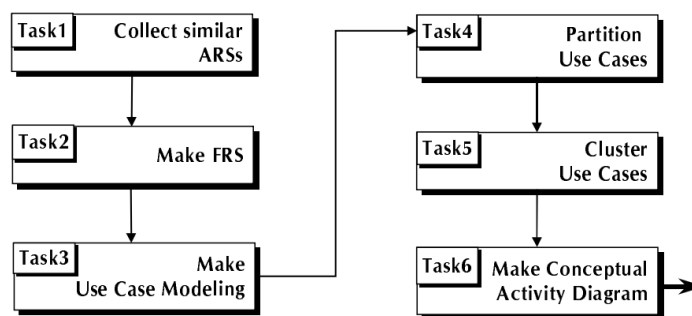 Task1
Collect similar
ARSs
Task2
Make FRS
Task3
Make
Use Case Modeling
Task4
Partition
Use Cases
Task5
Cluster
Use Cases
Task6
Make Conceptual
Activity Diagram